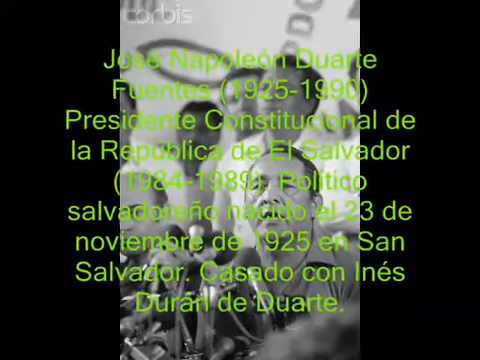 corbis
José Napoleón Duarte
Fuentes (1925-1990)
Presidente Constitucional de
la República de El Salvador
(1984-1989). Político
salvadoreño nacido el 23 de
noviembre de 1925 en San
Salvador. Casado con Inés
Durán de Duarte.